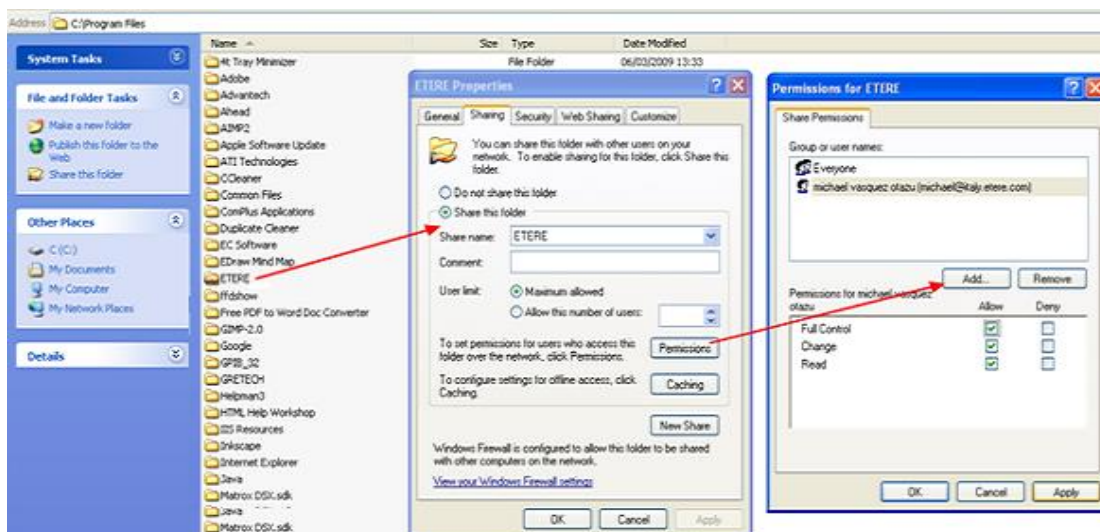 Address C:\Program Files
System Tasks
File and Folder Tasks
Make a new folder
Publish this folder to the
Web
Share this folder
Other Places
C (C:)
My Documents
My Computer
My Network Places
Details
Name Size Type Date Modified
4t Tray Minimizer File Folder 06/03/2009 13:33
Adobe
Advantech
Ahead
AIMP2
Apple Software Update
ATI Technologies
CCleaner
Common Files
ComPlus Applications
Duplicate Cleaner
EC Software
EDraw Mind Map
ETERE
ffdshow
Free PDF to Word Doc Converter
GIMP-2.0
Google
GPIB_32
GRETECH
Helpman3
HTML Help Workshop
IIS Resources
Inkscape
Internet Explorer
Java
Matrox DSX.sdk
Java
Matrox DSX.sdk
ETERE Properties
General Sharing Security Web Sharing Customize
You can share this folder with other users on your
network. To enable sharing for this folder, click Share this
folder.
Do not share this folder
Share this folder
Share name: ETERE
Comment:
User limit: Maximum allowed
Allow this number of users:
To set permissions for users who access this
folder over the network, click Permissions.
Permissions
To configure settings for offline access, click
Caching.
Caching
New Share
Windows Firewall is configured to allow this folder to be shared
with other computers on the network.
View your Windows Firewall settings
OK Cancel Apply
Permissions for ETERE
Share Permissions
Group or user names:
Everyone
michael vasquez otazu (michael@italy.etere.com)
Add... Remove
Permissions for michael vasquez
otazu Allow Deny
Full Control
Change
Read
OK Cancel Apply